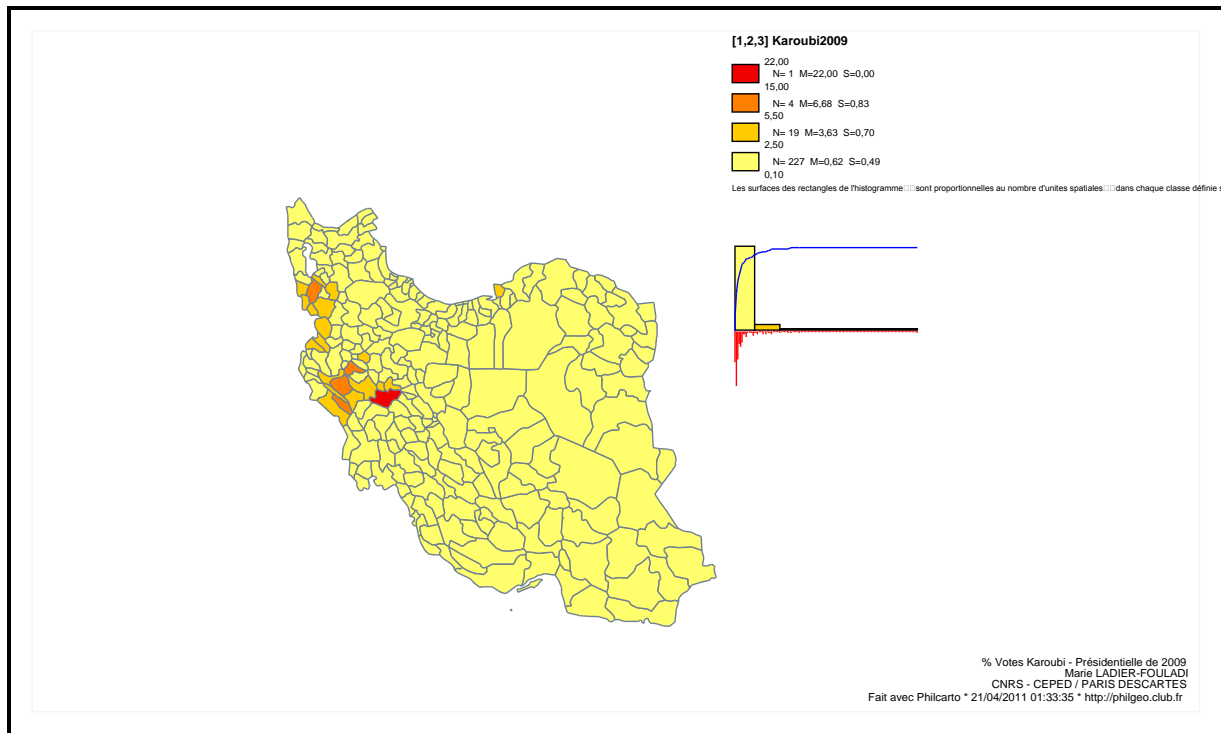 [1,2,3] Karoubi2009
22,00
N= 1 M=22,00 S=0,00
15,00
N= 4 M=6,68 S=0,83
5,50
N= 19 M=3,63 S=0,70
2,50
N= 227 M=0,62 S=0,49
0,10
Les surfaces des rectangles de l'histogramme□□sont proportionnelles au nombre d'unites spatiales□□dans chaque classe définie s
% Votes Karoubi - Présidentielle de 2009
Marie LADIER-FOULADI
CNRS - CEPED / PARIS DESCARTES
Fait avec Philcarto * 21/04/2011 01:33:35 * http://philgeo.club.fr